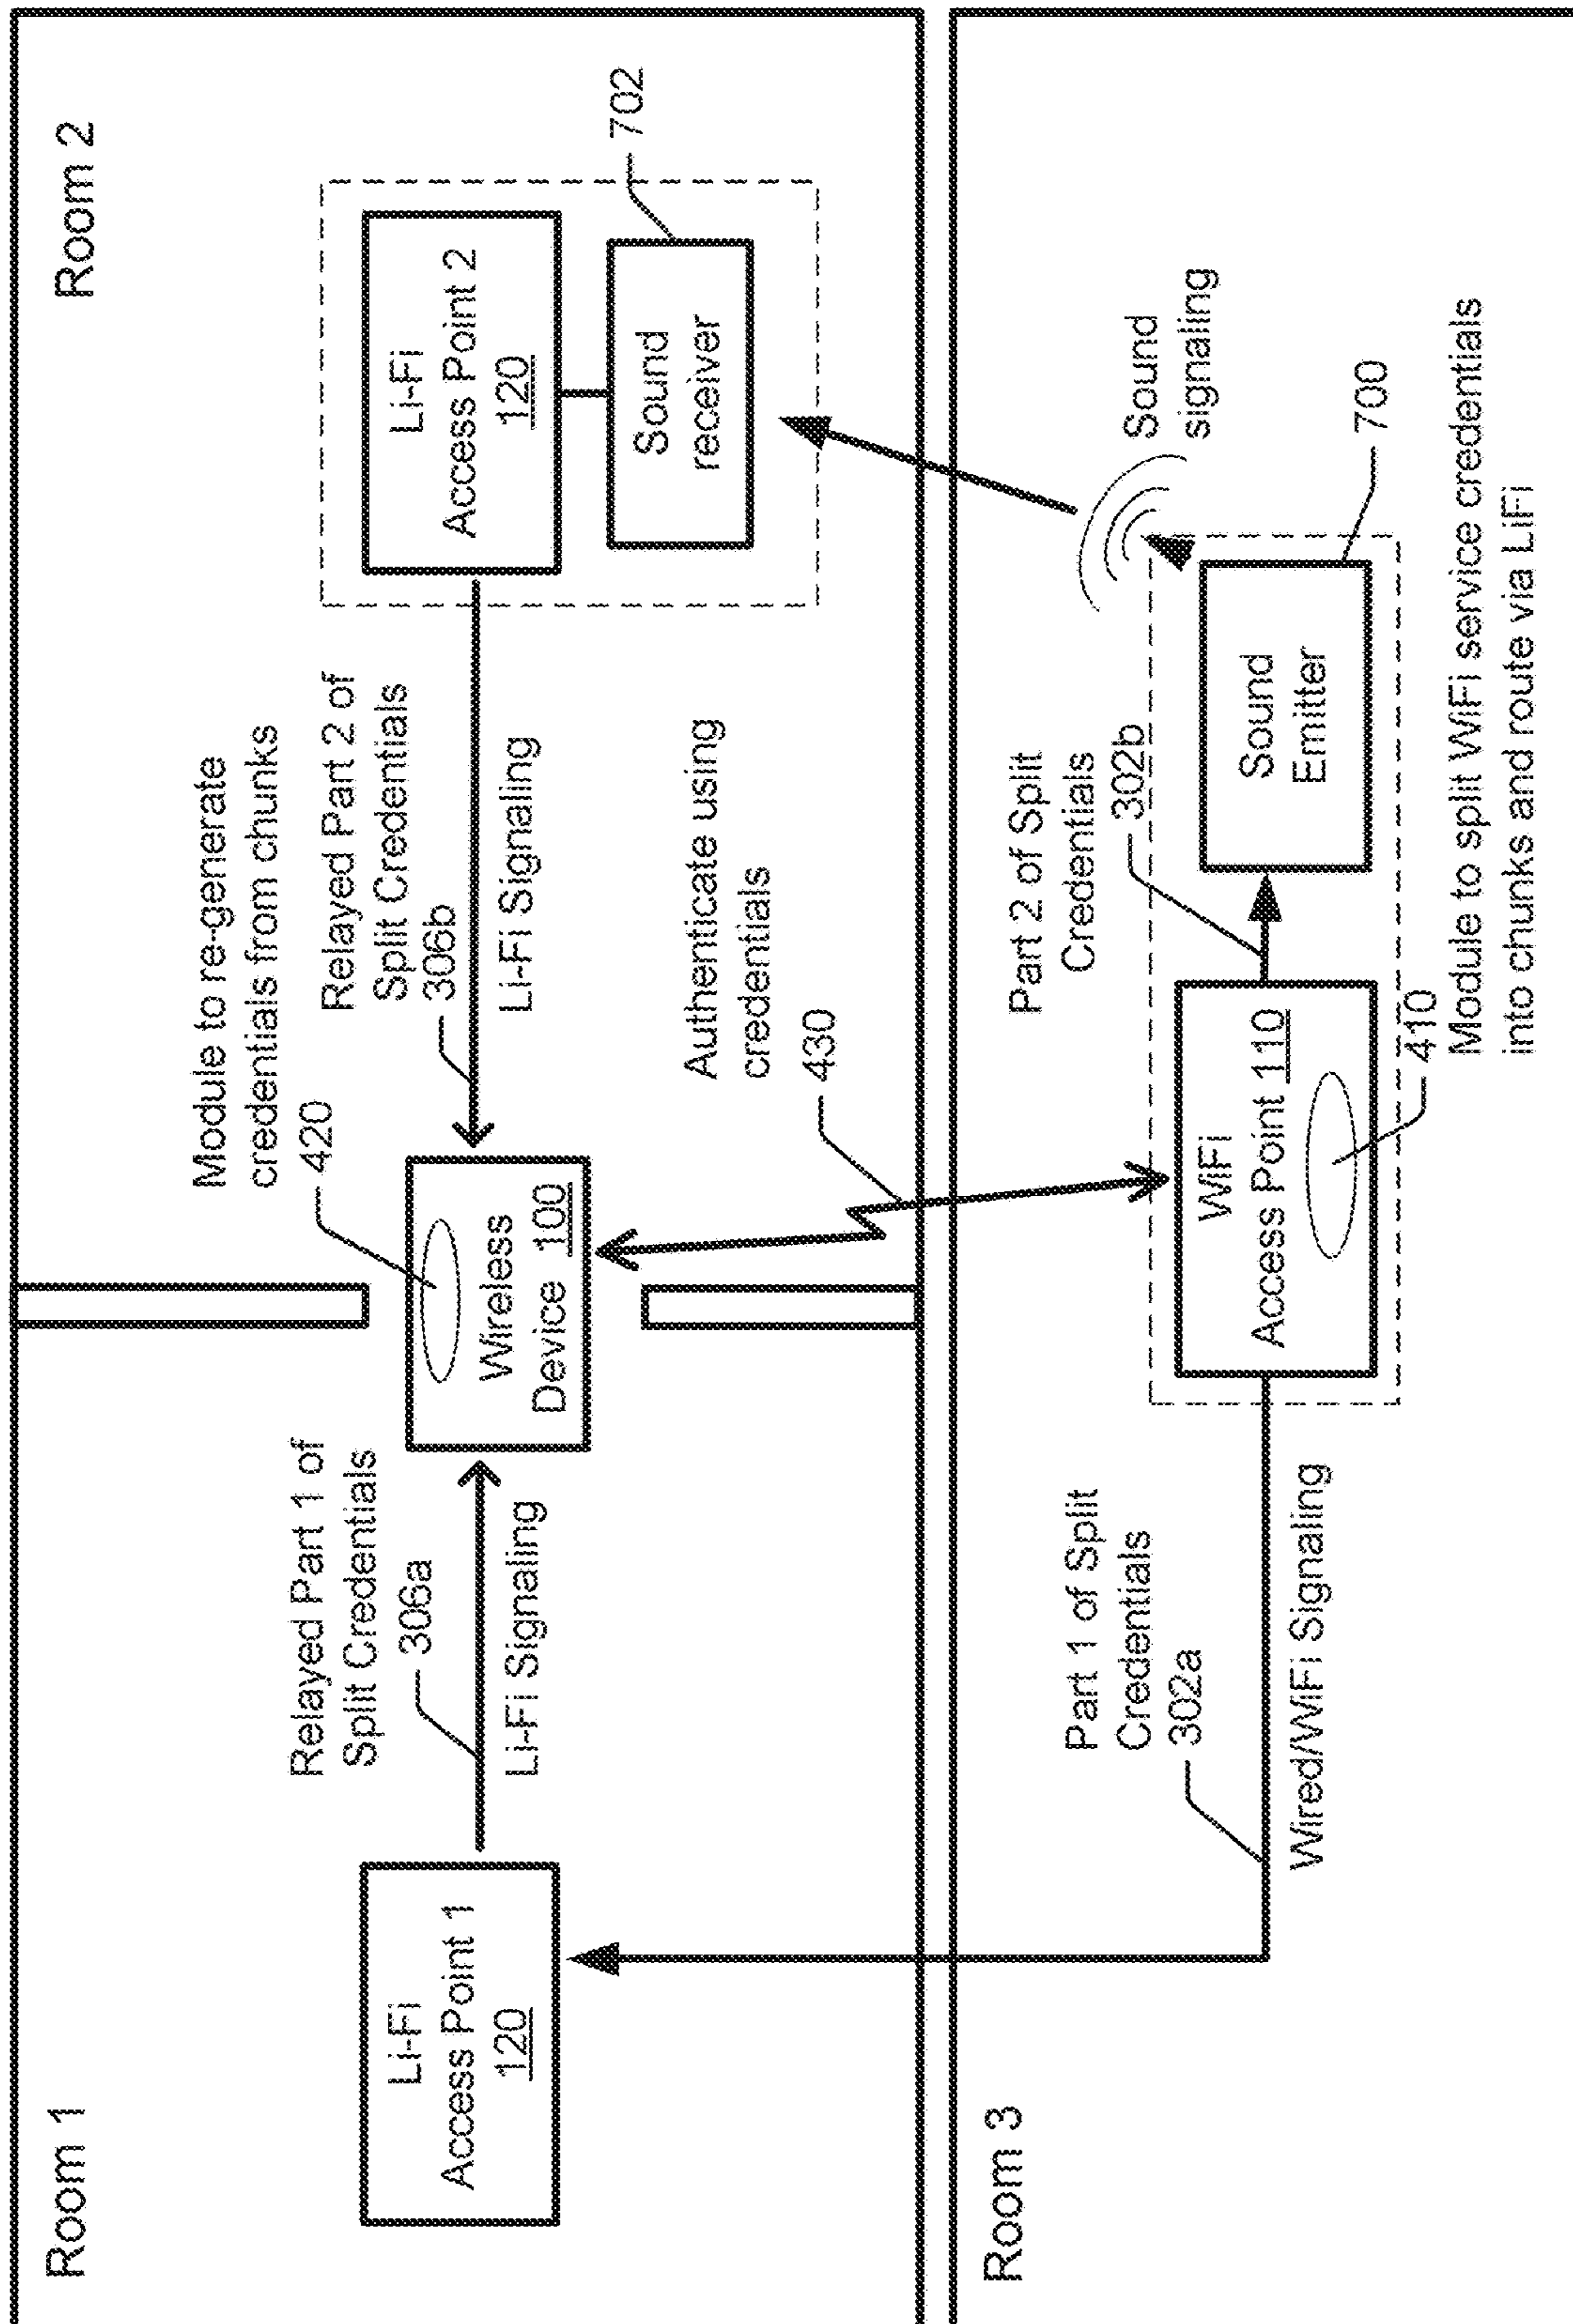 Room 1
Room 2
Module to re-generate
credentials from chunks
420
Relayed Part 1 of
Split Credentials
306a
Li-Fi Signaling
Relayed Part 2 of
Split Credentials
306b
Li-Fi Signaling
Li-Fi
Access Point 1
120
Wireless
Device 100
Li-Fi
Access Point 2
120
Sound
receiver
702
Authenticate using
credentials
430
Room 3
Part 1 of Split
Credentials
302a
Wired/WiFi Signaling
Part 2 of Split
Credentials
302b
Sound
signaling
WiFi
Access Point 110
Sound
Emitter
700
410
Module to split WiFi service credentials
into chunks and route via LiFi